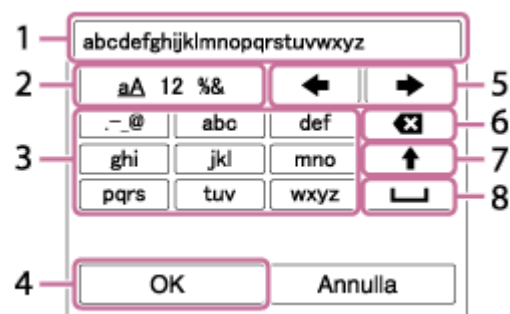 1 abcdefghijklmnopqrstuvwxyz
2 aA 12 %& 5
.-_@ abc def 6
3 ghi jkl mno 7
pqrs tuv wxyz 8
4 OK Annulla